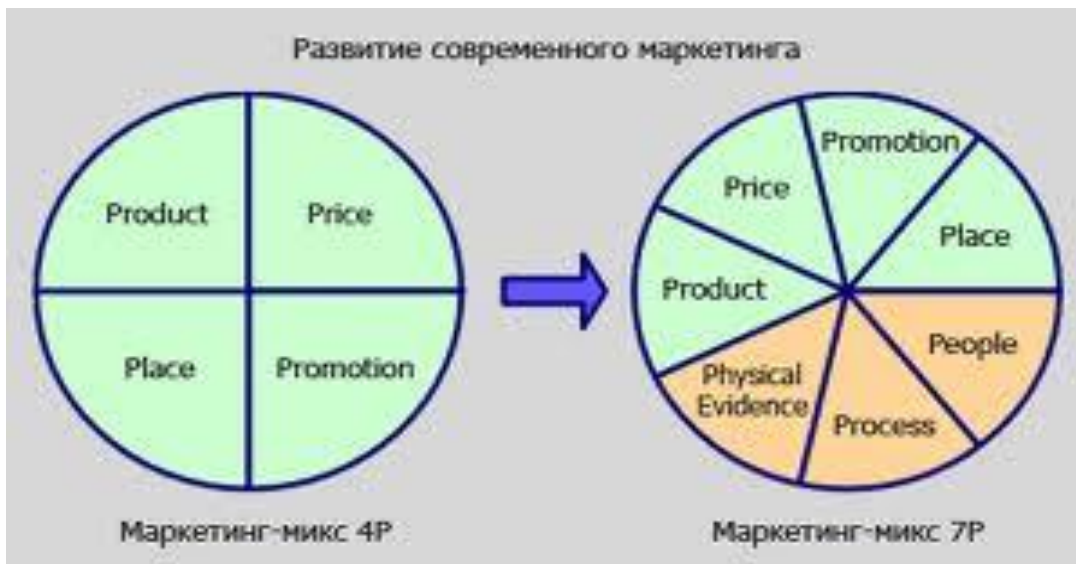 Развитие современного маркетинга
Product
Price
Place
Promotion
Маркетинг-микс 4P
Promotion
Price
Place
Product
People
Physical
Evidence
Process
Маркетинг-микс 7P